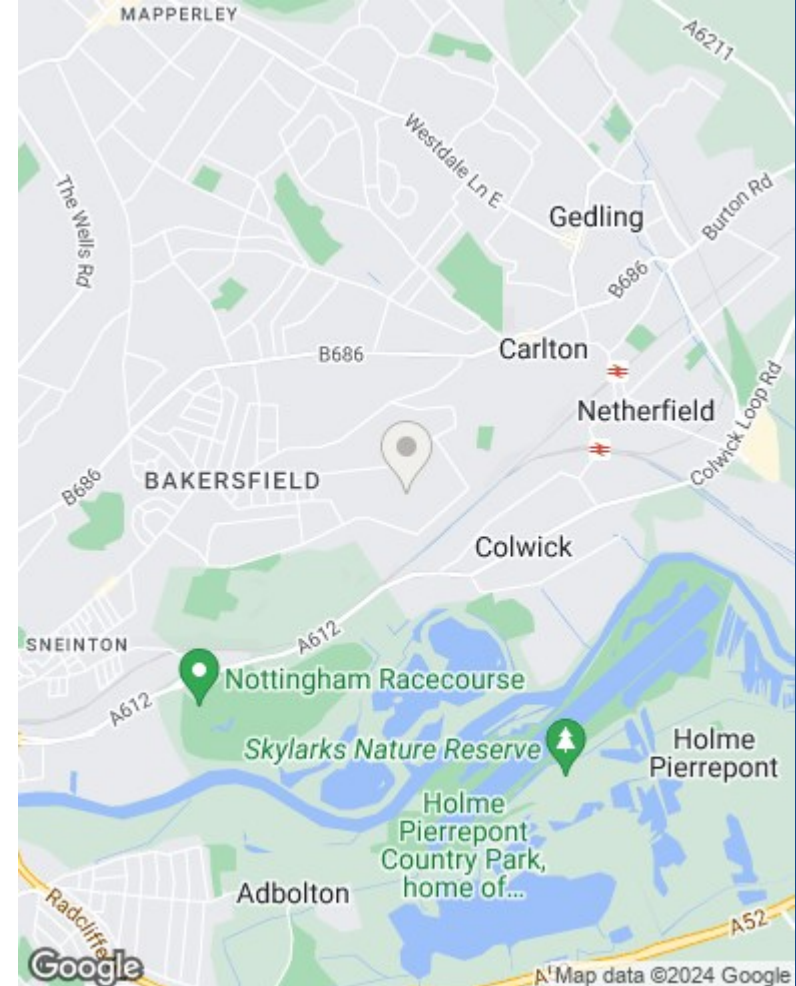 MAPPERLEY
A6211
Westdale Ln E
The Wells Rd
Gedling
Burton Rd
B686
B686
Carlton
Netherfield
Colwick Loop Rd
BAKERSFIELD
B686
Colwick
SNEINTON
A612
Nottingham Racecourse
A612
Skylarks Nature Reserve
Holme
Pierrepont
Holme
Pierrepont
Country Park,
home of...
Adbolton
A52
Google
Map data ©2024 Google